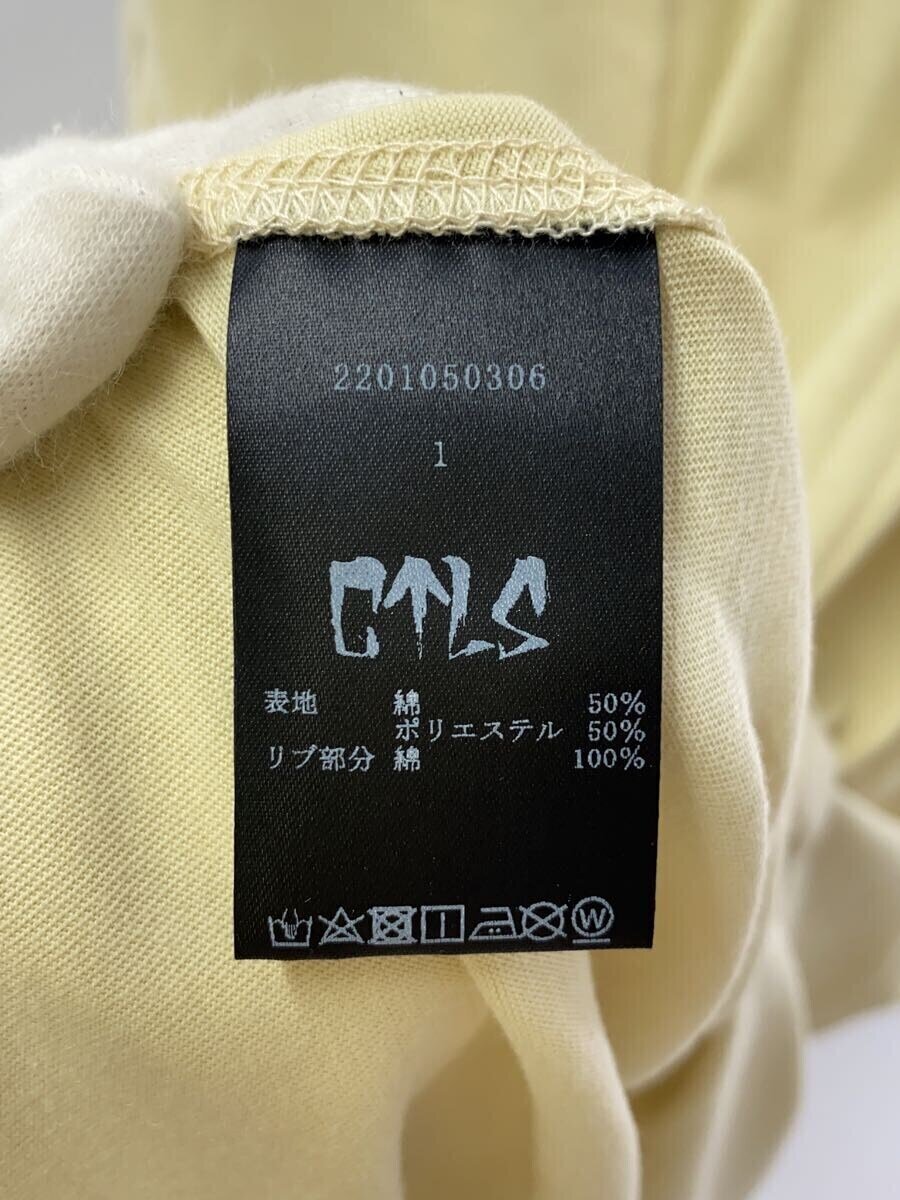 2201050306
1
CTLS
表地 綿 50%
ポリエステル 50%
リブ部分 綿 100%
W